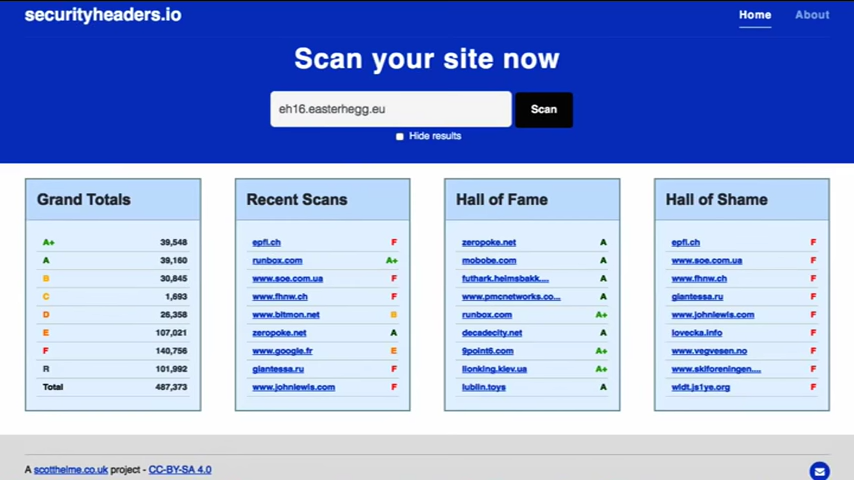 securityheaders.io
Home About
Scan your site now
eh16.easterhegg.eu
Scan
Hide results
Grand Totals
A+ 39,548
A 39,160
B 30,845
C 1,693
D 26,358
E 107,021
F 140,756
R 101,992
Total 487,373
Recent Scans
epfl.ch F
runbox.com A+
www.soe.com.ua F
www.fhnw.ch F
www.bitmon.net B
zeropoke.net A
www.google.fr E
giantessa.ru F
www.johnlewis.com F
Hall of Fame
zeropoke.net A
mobobe.com A
futhark.heimsbakk.... A
www.pmcnetworks.co... A
runbox.com A+
decadecity.net A
9point6.com A+
lionking.kiev.ua A+
lublin.toys A
Hall of Shame
epfl.ch F
www.soe.com.ua F
www.fhnw.ch F
giantessa.ru F
www.johnlewis.com F
lovecka.info F
www.vegvesen.no F
www.skiforeningen.... F
widt.js1ye.org F
A scotthelme.co.uk project - CC-BY-SA 4.0